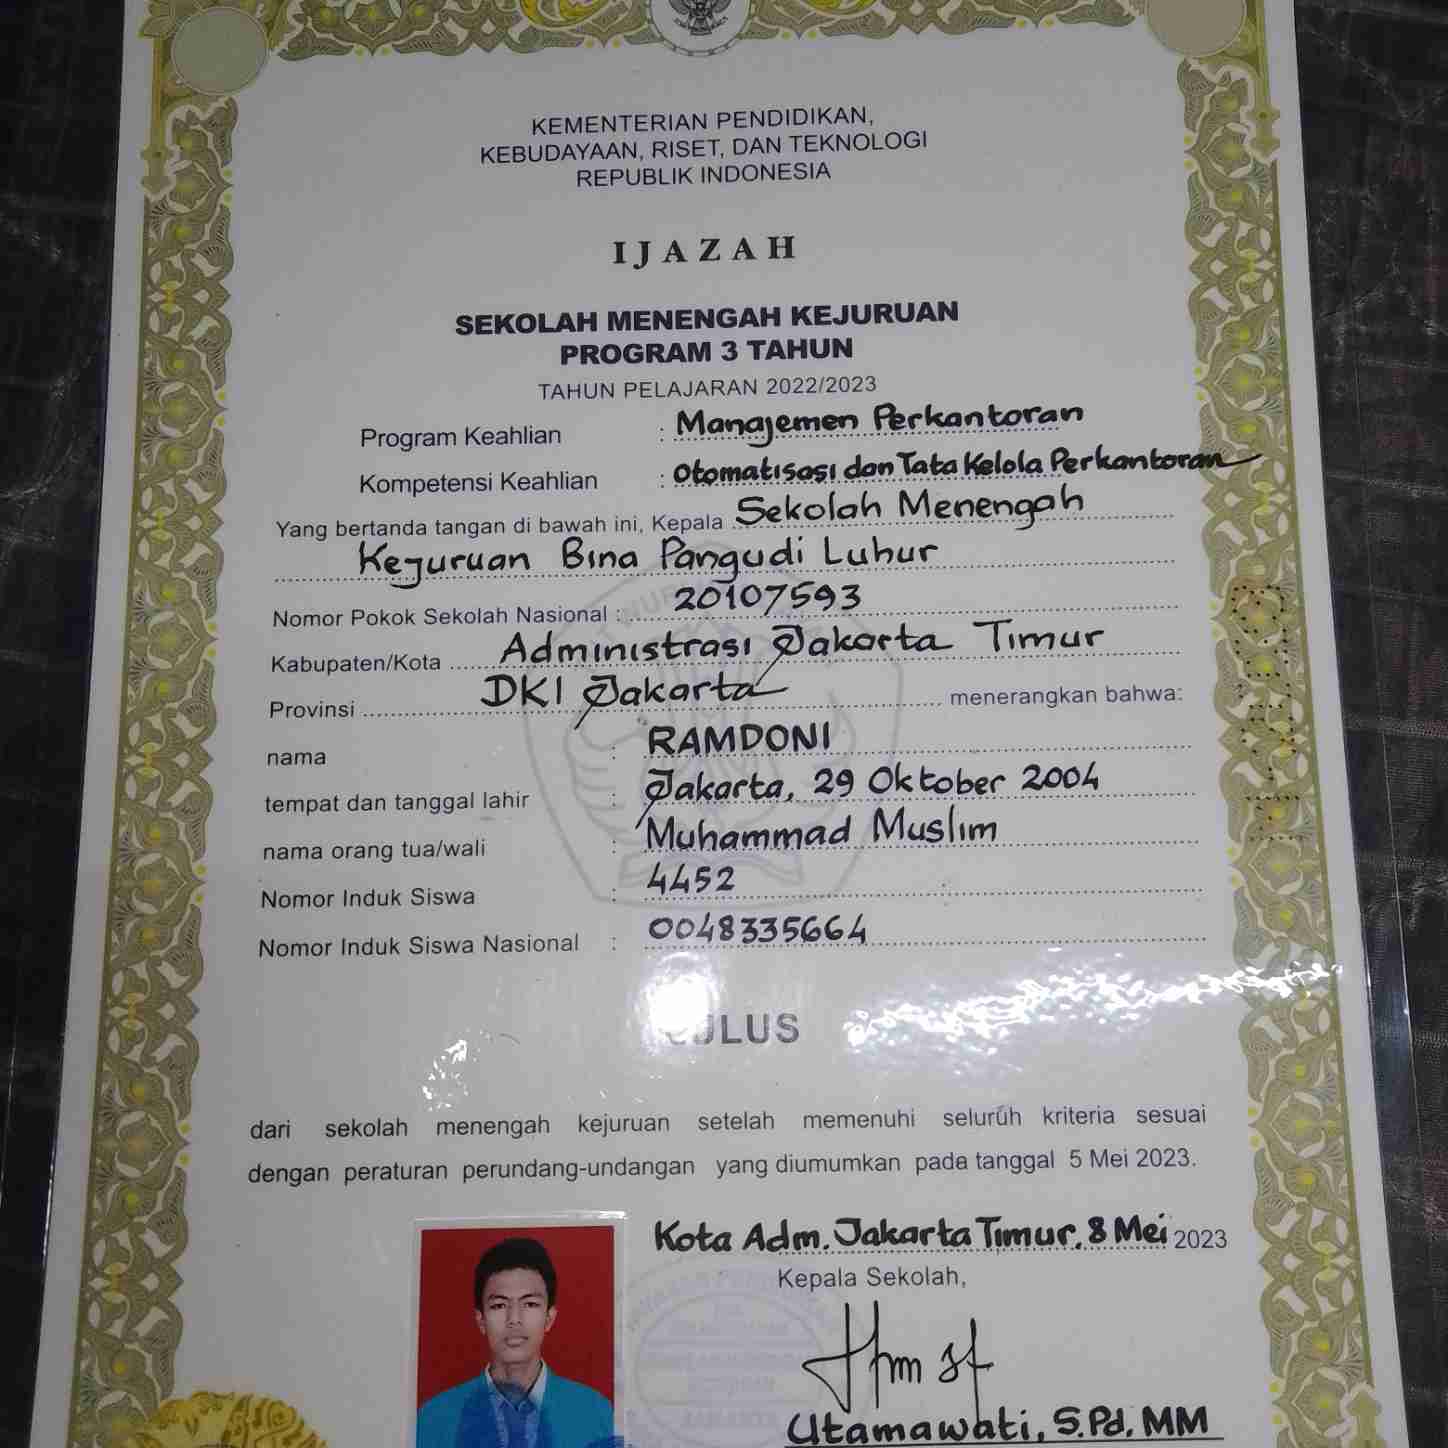 KEMENTERIAN PENDIDIKAN,
KEBUDAYAAN, RISET, DAN TEKNOLOGI
REPUBLIK INDONESIA
IJAZAH
SEKOLAH MENENGAH KEJURUAN
PROGRAM 3 TAHUN
TAHUN PELAJARAN 2022/2023
Program Keahlian : Manajemen Perkantoran
Kompetensi Keahlian : Otomatisasi dan Tata Kelola Perkantoran
Yang bertanda tangan di bawah ini, Kepala Sekolah Menengah
Kejuruan Bina Pangudi Luhur
Nomor Pokok Sekolah Nasional : 20107593
Kabupaten/Kota Administrasi Jakarta Timur
Provinsi DKI Jakarta menerangkan bahwa:
nama : RAMDONI
tempat dan tanggal lahir : Jakarta, 29 Oktober 2004
nama orang tua/wali : Muhammad Muslim
Nomor Induk Siswa : 4452
Nomor Induk Siswa Nasional : 0048335664
LULUS
dari sekolah menengah kejuruan setelah memenuhi seluruh kriteria sesuai
dengan peraturan perundang-undangan yang diumumkan pada tanggal 5 Mei 2023.
Kota Adm. Jakarta Timur, 8 Mei 2023
Kepala Sekolah,
Utamawati, S.Pd, MM